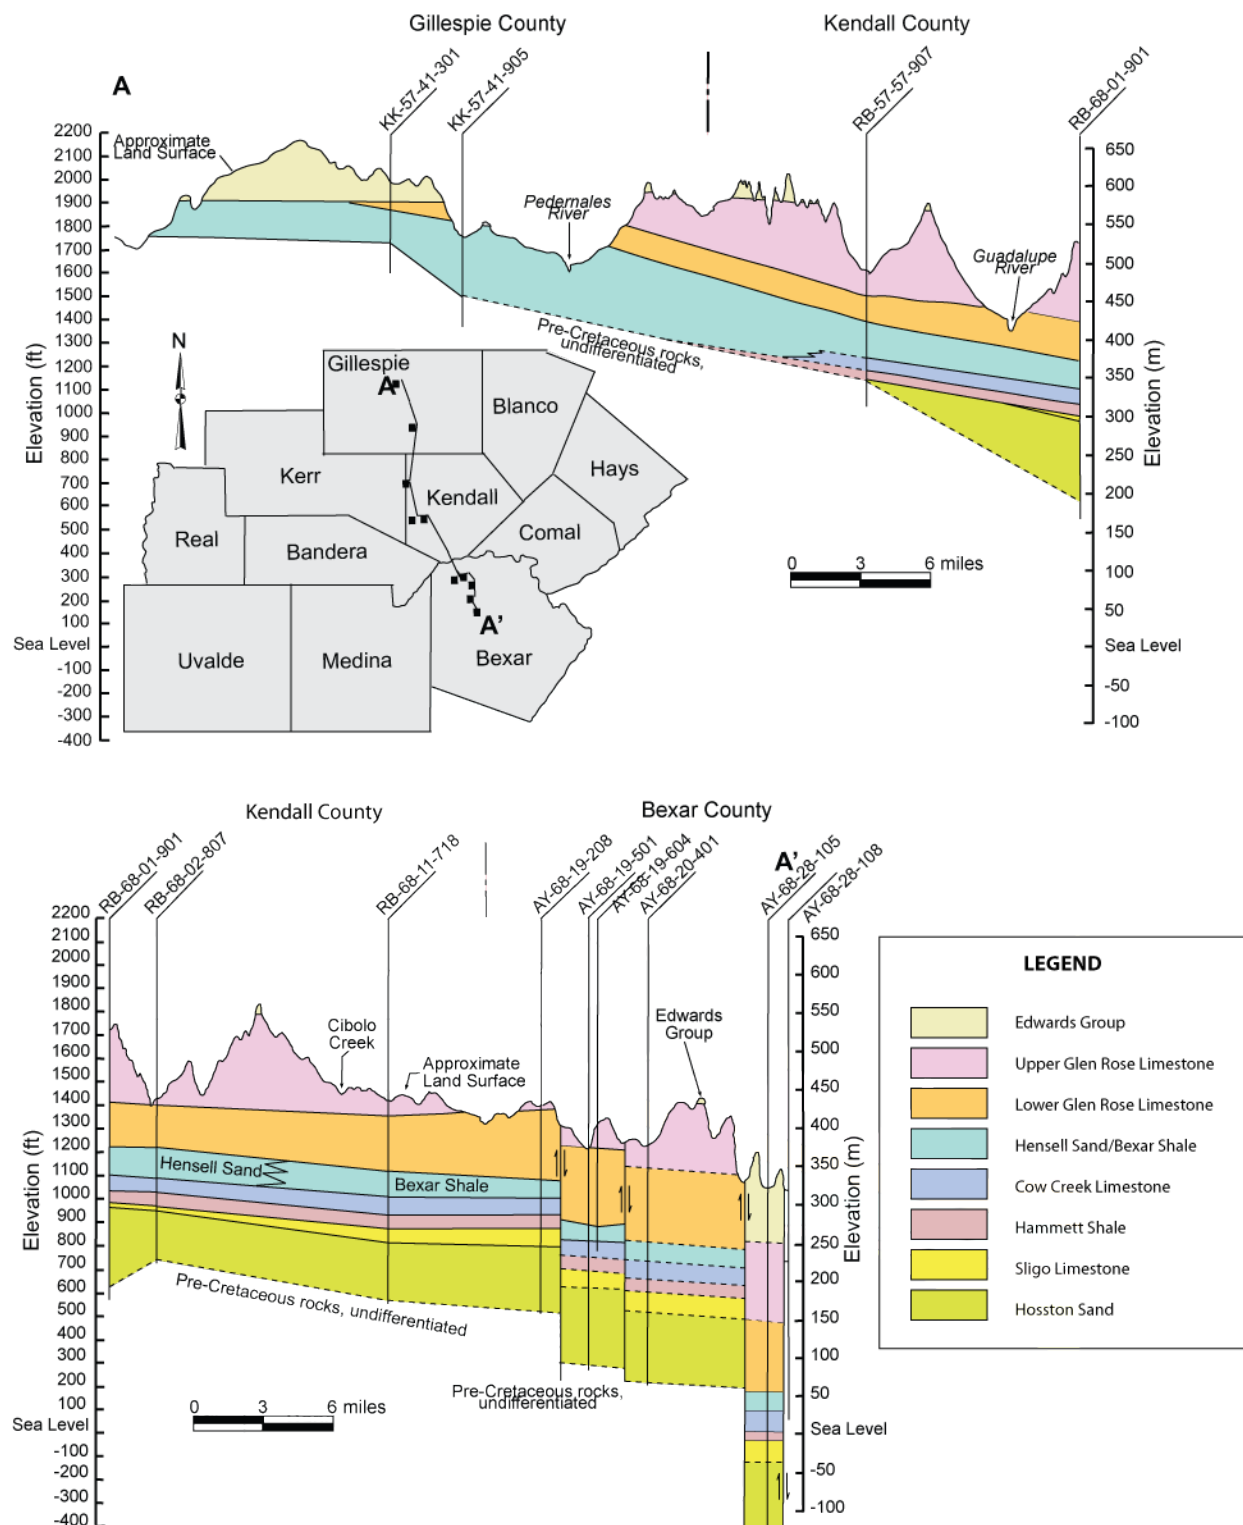 Gillespie County
Kendall County
A
KK-57-41-301
KK-57-41-905
RB-57-57-907
RB-68-01-901
2200
2100
2000
1900
1800
1700
1600
1500
1400
1300
1200
1100
1000
900
800
700
600
500
400
300
200
100
Sea Level
-100
-200
-300
-400
Elevation (ft)
Approximate
Land Surface
Pedernales
River
Guadalupe
River
Pre-Cretaceous rocks,
undifferentiated
650
600
550
500
450
400
350
300
250
200
150
100
50
Sea Level
-50
-100
Elevation (m)
N
Gillespie
A
Blanco
Hays
Kerr
Kendall
Comal
Real
Bandera
A'
Uvalde
Medina
Bexar
0 3 6 miles
Kendall County
Bexar County
RB-68-01-901
RB-68-02-807
RB-68-11-718
AY-68-19-208
AY-68-19-501
AY-68-19-604
AY-68-20-401
A'
AY-68-28-105
AY-68-28-108
2200
2100
2000
1900
1800
1700
1600
1500
1400
1300
1200
1100
1000
900
800
700
600
500
400
300
200
100
Sea Level
-100
-200
-300
-400
Elevation (ft)
Cibolo
Creek
Approximate
Land Surface
Edwards
Group
Hensell Sand
Bexar Shale
Pre-Cretaceous rocks, undifferentiated
Pre-Cretaceous rocks,
undifferentiated
0 3 6 miles
650
600
550
500
450
400
350
300
250
200
150
100
50
Sea Level
-50
-100
Elevation (m)
LEGEND
Edwards Group
Upper Glen Rose Limestone
Lower Glen Rose Limestone
Hensell Sand/Bexar Shale
Cow Creek Limestone
Hammett Shale
Sligo Limestone
Hosston Sand